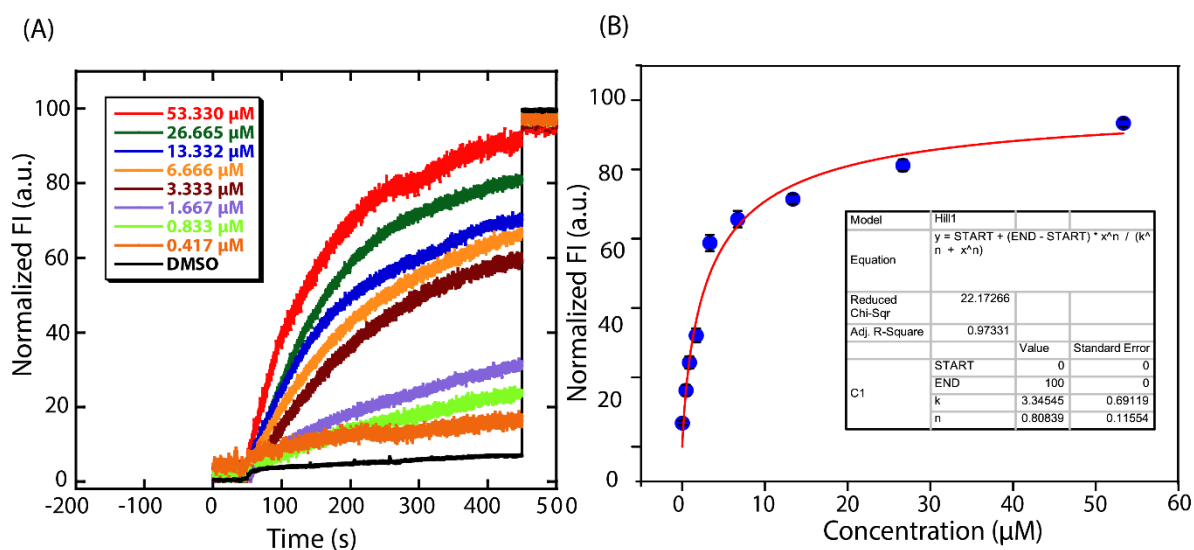 (A)
Normalized FI (a.u.)
100
80
60
40
20
0
53.330 µM
26.665 µM
13.332 µM
6.666 µM
3.333 µM
1.667 µM
0.833 µM
0.417 µM
DMSO
-200 -100 0 100 200 300 400 500
Time (s)
(B)
Normalized FI (a.u.)
100
80
60
40
20
0
Model Hill1
Equation y = START + (END - START) * x^n / (k^
n + x^n)
Reduced
Chi-Sqr 22.17266
Adj. R-Square 0.97331
Value Standard Error
C1
START 0 0
END 100 0
k 3.34545 0.69119
n 0.80839 0.11554
0 10 20 30 40 50 60
Concentration (µM)